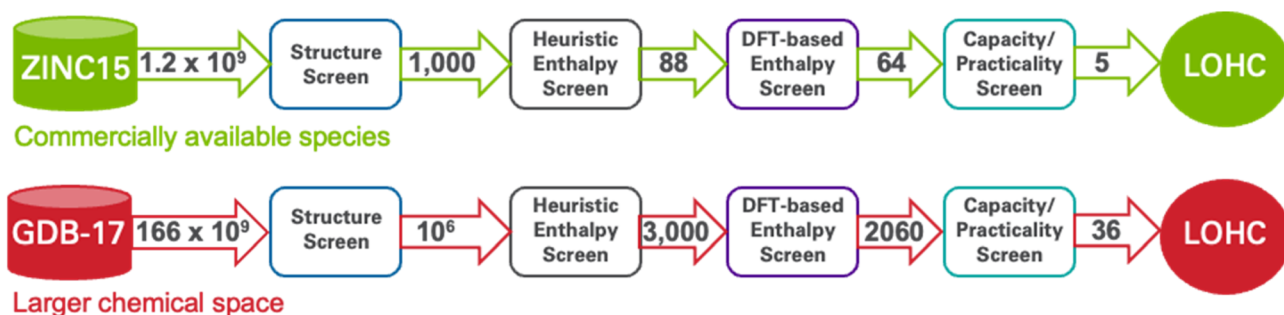 ZINC15
1.2 x 10⁹
Structure
Screen
1,000
Heuristic
Enthalpy
Screen
88
DFT-based
Enthalpy
Screen
64
Capacity/
Practicality
Screen
5
LOHC
Commercially available species
GDB-17
166 x 10⁹
Structure
Screen
10⁶
Heuristic
Enthalpy
Screen
3,000
DFT-based
Enthalpy
Screen
2060
Capacity/
Practicality
Screen
36
LOHC
Larger chemical space